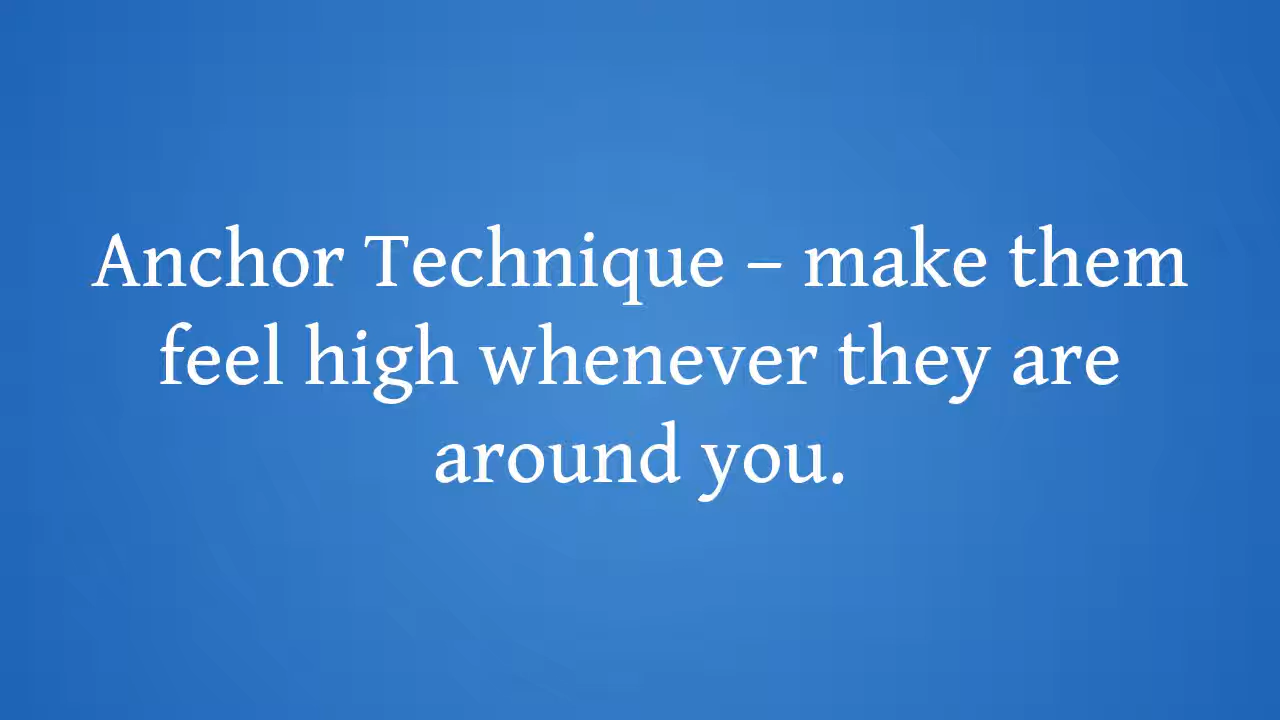 Anchor Technique – make them
feel high whenever they are
around you.